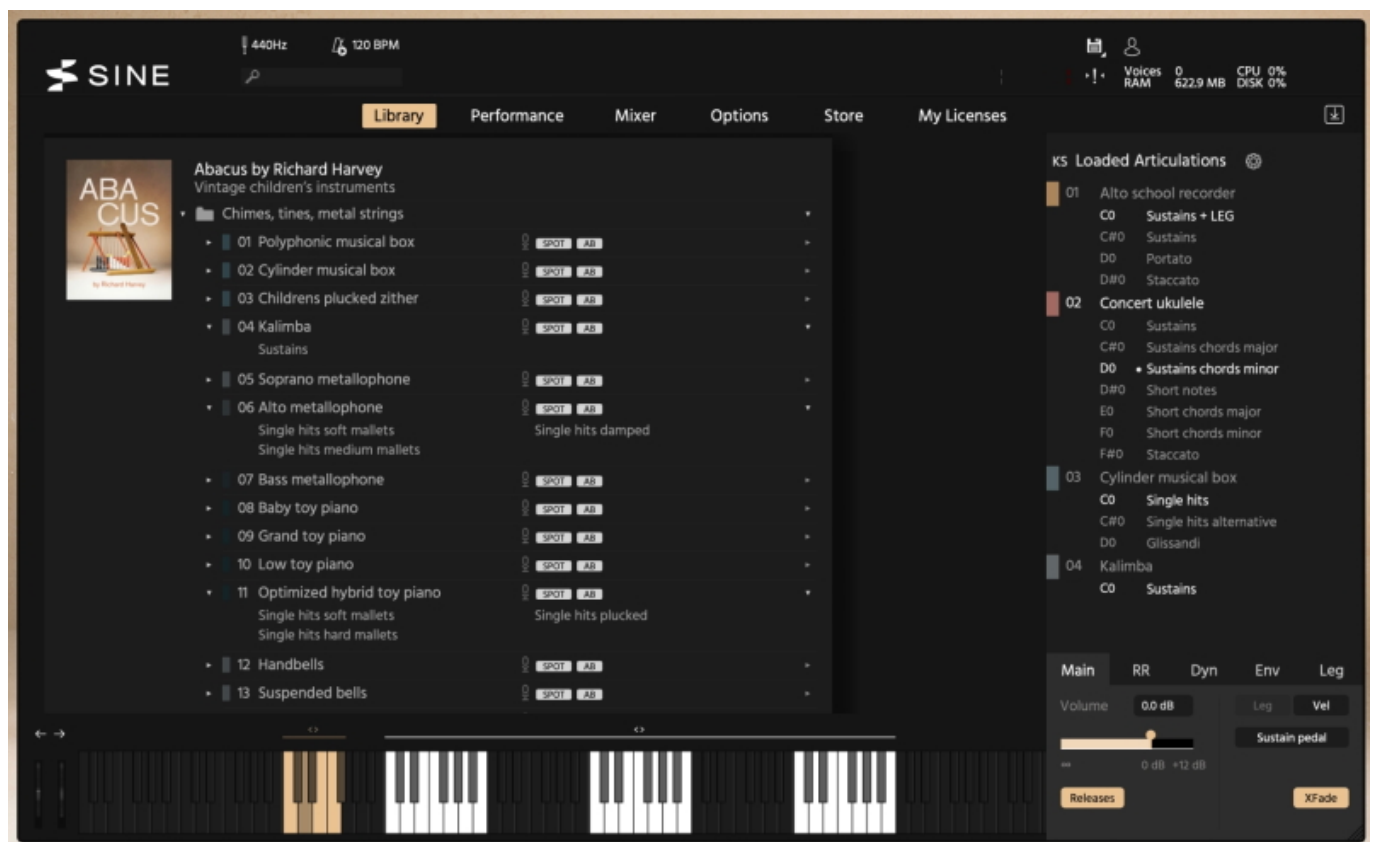 440Hz 120 BPM
SINE
Voices 0 CPU 0%
RAM 622.9 MB DISK 0%
Library Performance Mixer Options Store My Licenses
ABA
CUS
by Richard Harvey
Abacus by Richard Harvey
Vintage children's instruments
Chimes, tines, metal strings
01 Polyphonic musical box SPOT AB
02 Cylinder musical box SPOT AB
03 Childrens plucked zither SPOT AB
04 Kalimba SPOT AB
Sustains
05 Soprano metallophone SPOT AB
06 Alto metallophone SPOT AB
Single hits soft mallets Single hits damped
Single hits medium mallets
07 Bass metallophone SPOT AB
08 Baby toy piano SPOT AB
09 Grand toy piano SPOT AB
10 Low toy piano SPOT AB
11 Optimized hybrid toy piano SPOT AB
Single hits soft mallets Single hits plucked
Single hits hard mallets
12 Handbells SPOT AB
13 Suspended bells SPOT AB
KS Loaded Articulations
01 Alto school recorder
C0 Sustains + LEG
C#0 Sustains
D0 Portato
D#0 Staccato
02 Concert ukulele
C0 Sustains
C#0 Sustains chords major
D0 • Sustains chords minor
D#0 Short notes
E0 Short chords major
F0 Short chords minor
F#0 Staccato
03 Cylinder musical box
C0 Single hits
C#0 Single hits alternative
D0 Glissandi
04 Kalimba
C0 Sustains
Main RR Dyn Env Leg
Volume 0.0 dB Leg Vel
Sustain pedal
-∞ 0 dB +12 dB
Releases XFade